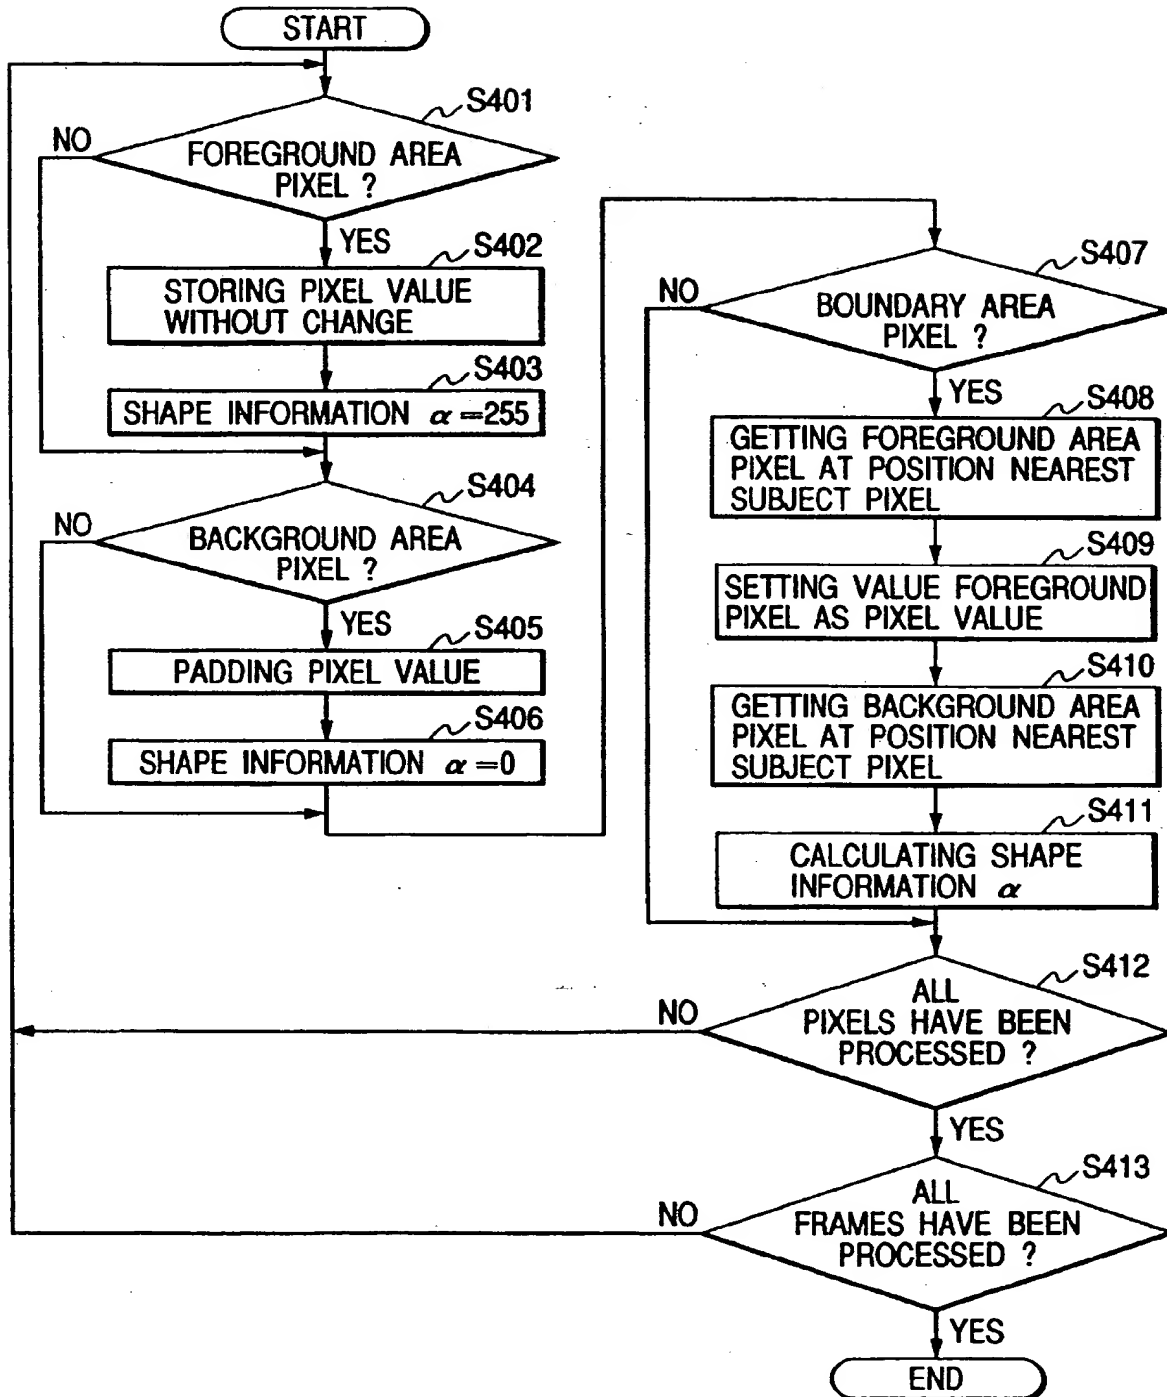 START
S401
NO
FOREGROUND AREA
PIXEL ?
YES
S402
STORING PIXEL VALUE
WITHOUT CHANGE
S403
SHAPE INFORMATION α=255
S404
NO
BACKGROUND AREA
PIXEL ?
YES
S405
PADDING PIXEL VALUE
S406
SHAPE INFORMATION α=0
S407
NO
BOUNDARY AREA
PIXEL ?
YES
S408
GETTING FOREGROUND AREA
PIXEL AT POSITION NEAREST
SUBJECT PIXEL
S409
SETTING VALUE FOREGROUND
PIXEL AS PIXEL VALUE
S410
GETTING BACKGROUND AREA
PIXEL AT POSITION NEAREST
SUBJECT PIXEL
S411
CALCULATING SHAPE
INFORMATION α
S412
NO
ALL
PIXELS HAVE BEEN
PROCESSED ?
YES
S413
NO
ALL
FRAMES HAVE BEEN
PROCESSED ?
YES
END